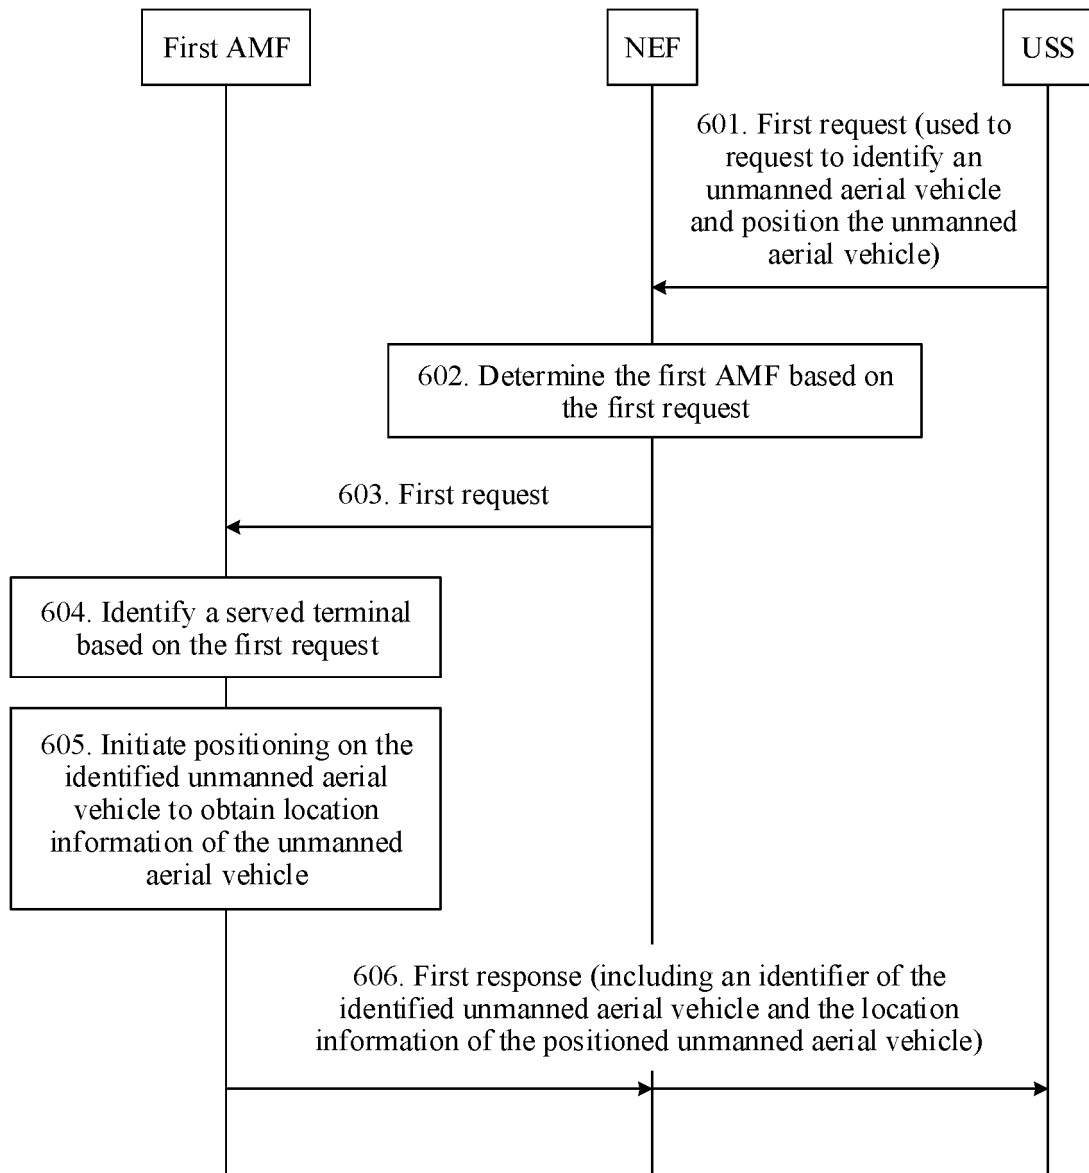 First AMF
NEF
USS
601. First request (used to
request to identify an
unmanned aerial vehicle
and position the unmanned
aerial vehicle)
602. Determine the first AMF based on
the first request
603. First request
604. Identify a served terminal
based on the first request
605. Initiate positioning on the
identified unmanned aerial
vehicle to obtain location
information of the unmanned
aerial vehicle
606. First response (including an identifier of the
identified unmanned aerial vehicle and the location
information of the positioned unmanned aerial vehicle)